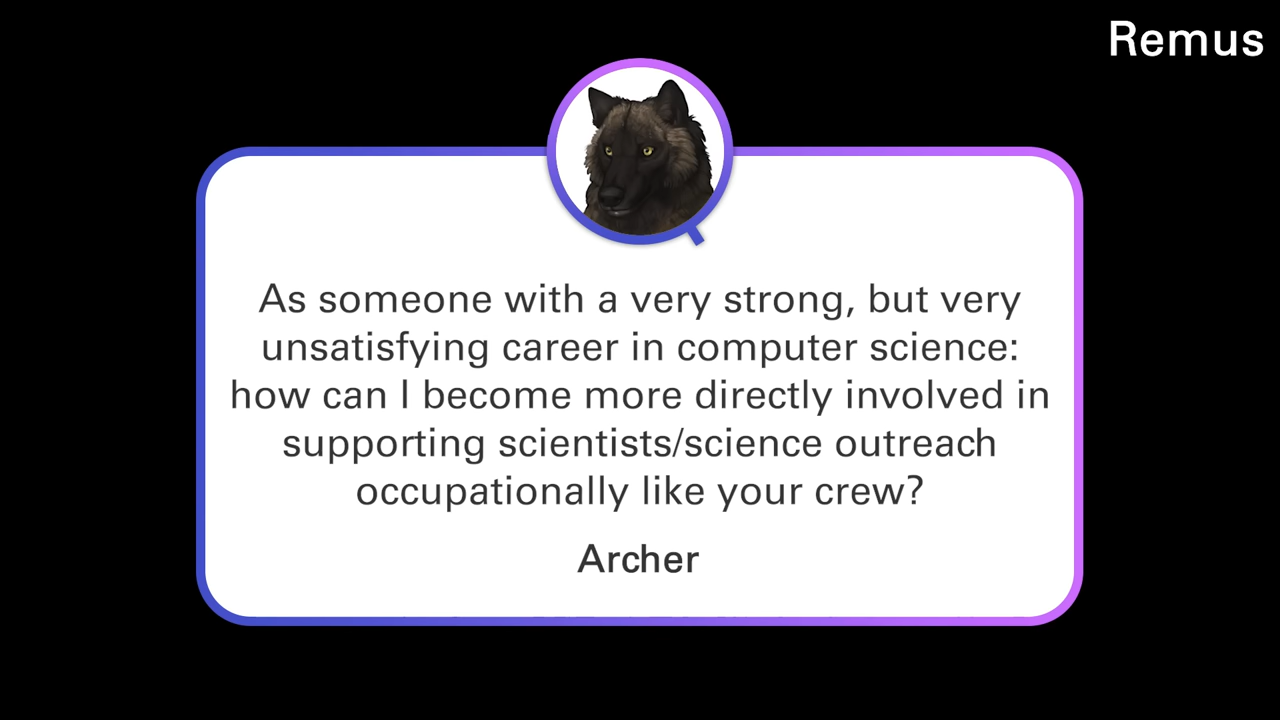 Remus
As someone with a very strong, but very
unsatisfying career in computer science:
how can I become more directly involved in
supporting scientists/science outreach
occupationally like your crew?
Archer